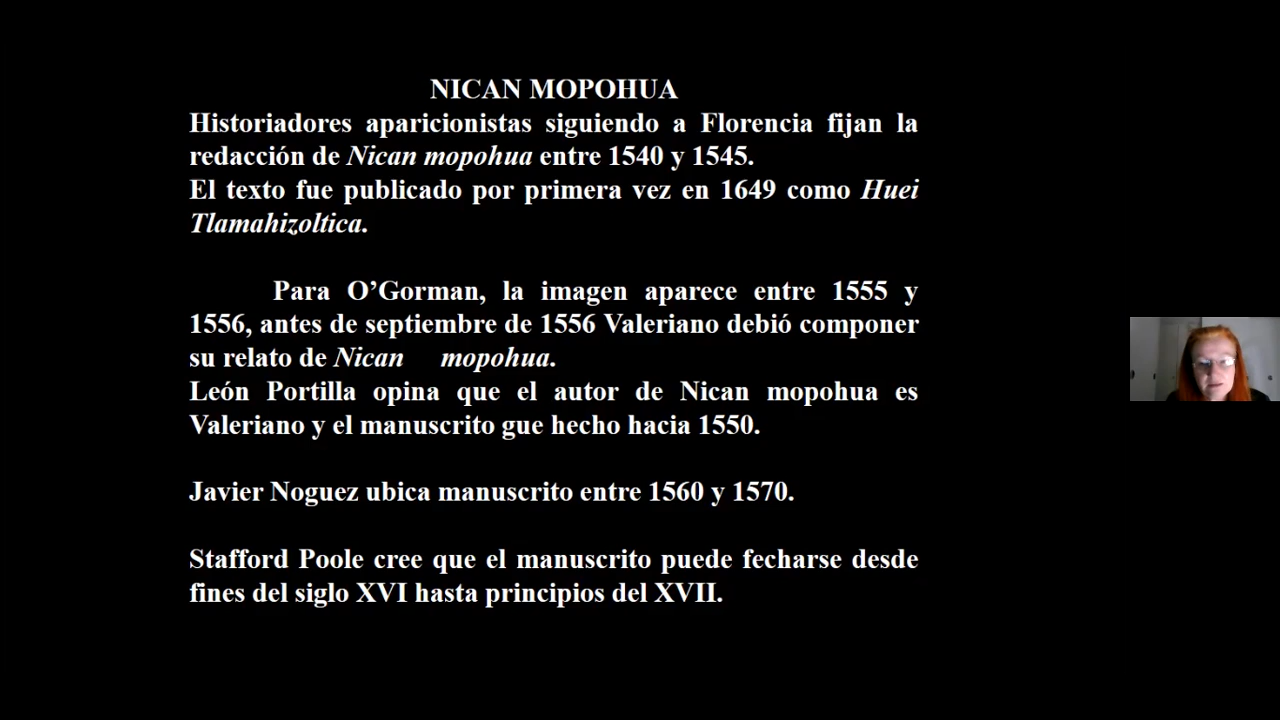 NICAN MOPOHUA
Historiadores aparicionistas siguiendo a Florencia fijan la
redacción de Nican mopohua entre 1540 y 1545.
El texto fue publicado por primera vez en 1649 como Huei
Tlamahizoltica.
Para O’Gorman, la imagen aparece entre 1555 y
1556, antes de septiembre de 1556 Valeriano debió componer
su relato de Nican mopohua.
León Portilla opina que el autor de Nican mopohua es
Valeriano y el manuscrito gue hecho hacia 1550.
Javier Noguez ubica manuscrito entre 1560 y 1570.
Stafford Poole cree que el manuscrito puede fecharse desde
fines del siglo XVI hasta principios del XVII.